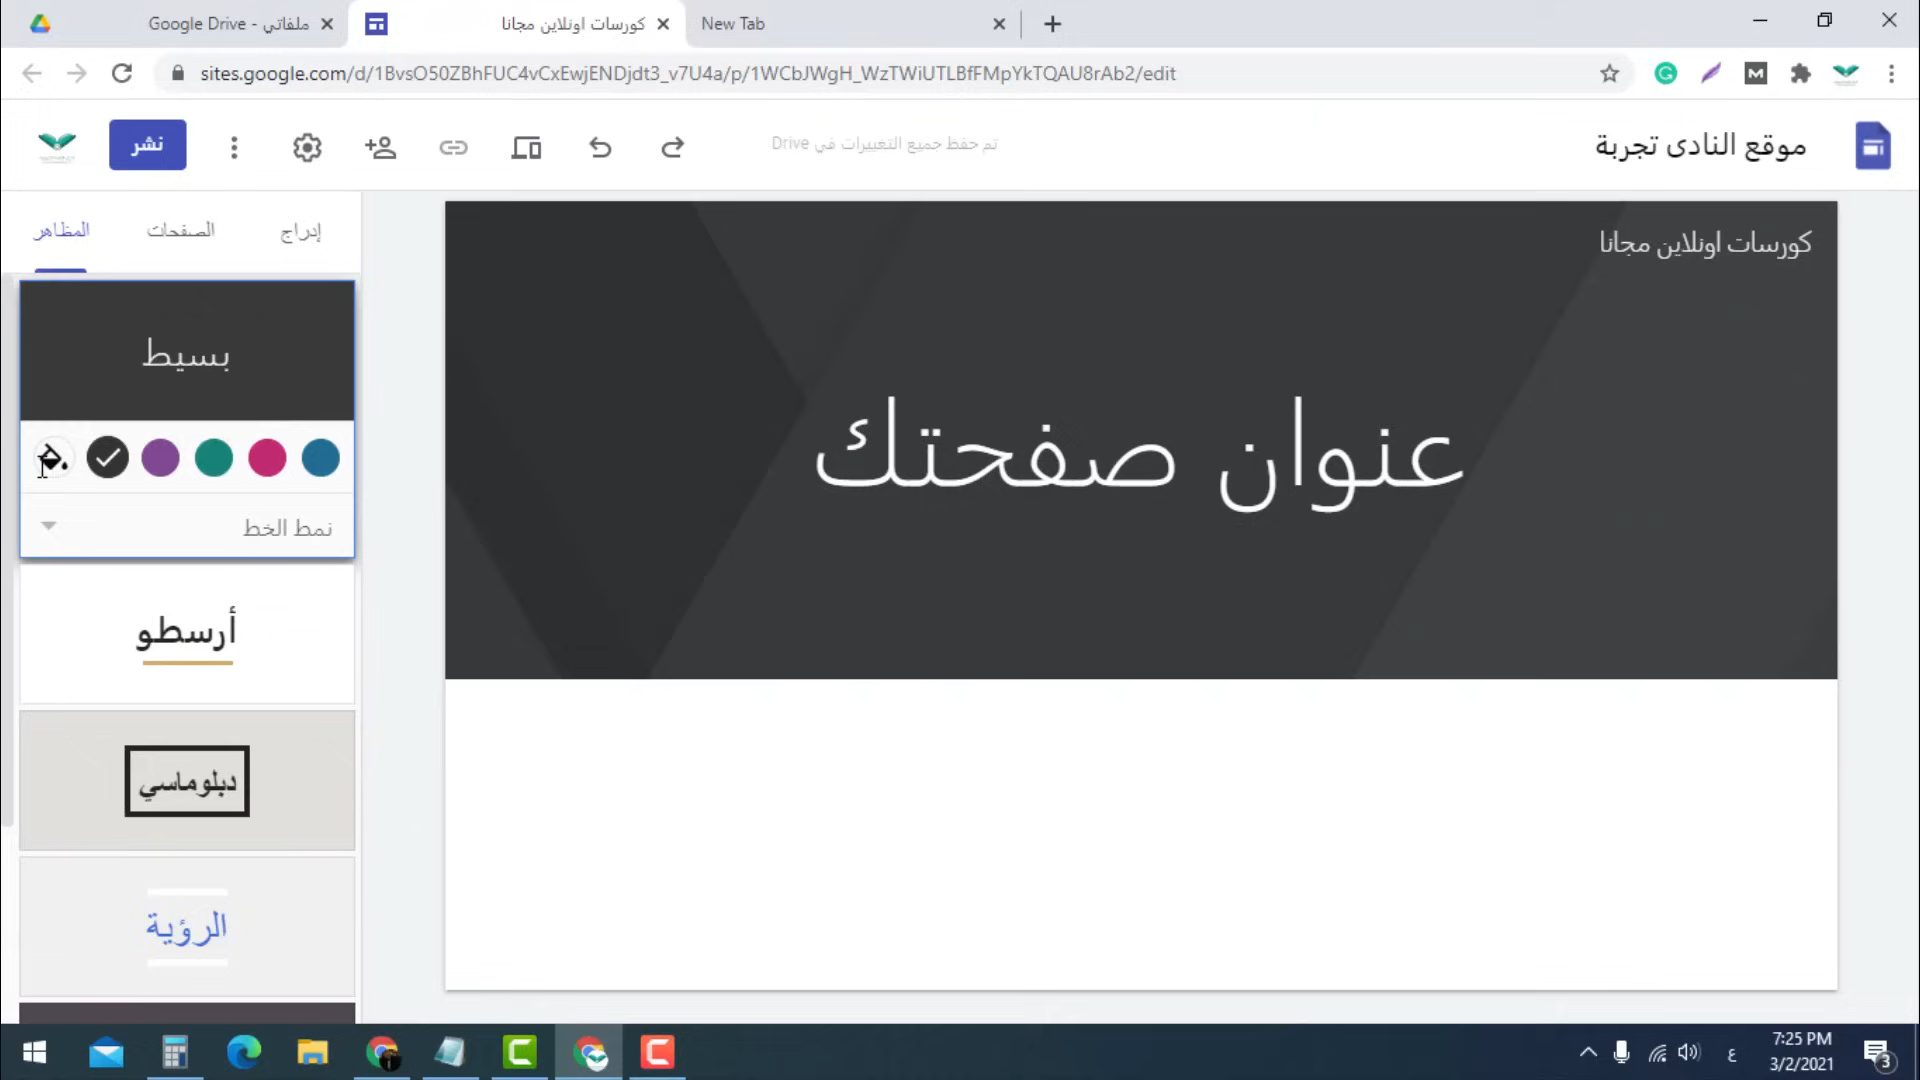 Google Drive - ملفاتي
كورسات اونلاين مجانا
New Tab
sites.google.com/d/1BvsO50ZBhFUC4vCxEwjENDjdt3_v7U4a/p/1WCbJWgH_WzTWiUTLBfFMpYkTQAU8rAb2/edit
موقع النادى تجربة
تم حفظ جميع التغييرات في Drive
نشر
إدراج
الصفحات
المظاهر
كورسات اونلاين مجانا
عنوان صفحتك
بسيط
نمط الخط
أرسطو
دبلوماسي
الرؤية
ع
7:25 PM
3/2/2021
3